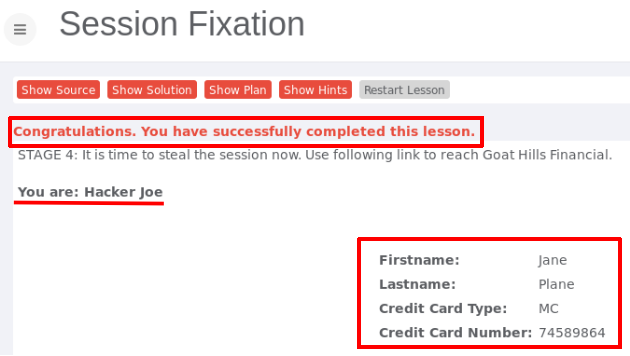 Session Fixation
Show Source Show Solution Show Plan Show Hints Restart Lesson
Congratulations. You have successfully completed this lesson.
STAGE 4: It is time to steal the session now. Use following link to reach Goat Hills Financial.
You are: Hacker Joe
Firstname: Jane
Lastname: Plane
Credit Card Type: MC
Credit Card Number: 74589864